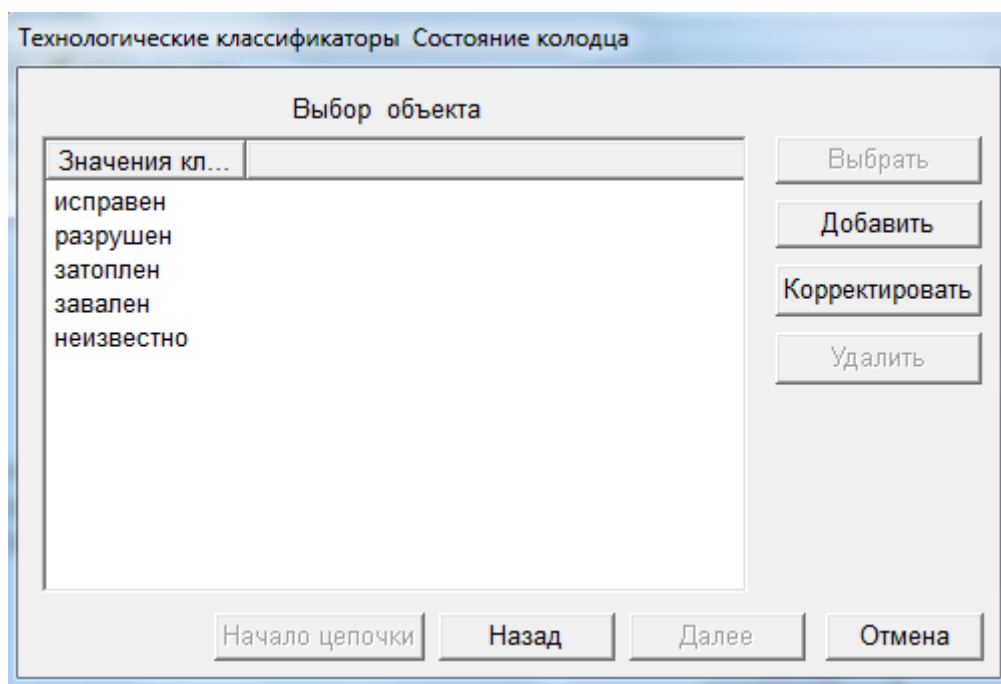 Технологические классификаторы Состояние колодца
Выбор объекта
Значения кл...
исправен
разрушен
затоплен
завален
неизвестно
Выбрать
Добавить
Корректировать
Удалить
Начало цепочки
Назад
Далее
Отмена